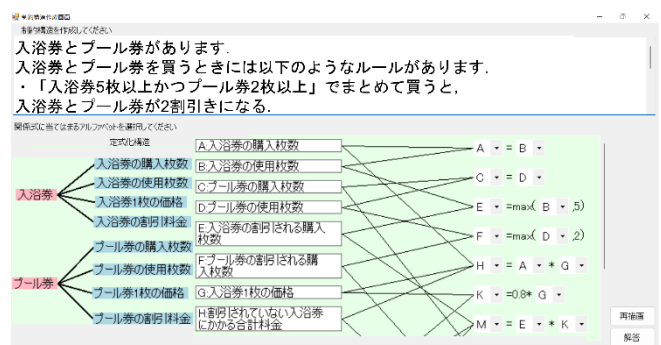 制約構造を作成してください
入浴券とプール券があります.
入浴券とプール券を買うときには以下のようなルールがあります.
・「入浴券5枚以上かつプール券2枚以上」でまとめて買うと,
入浴券とプール券が2割引きになる.
関係式に当てはまるアルファベットを選択してください
定式化構造
入浴券
入浴券の購入枚数
入浴券の使用枚数
入浴券1枚の価格
入浴券の割引料金
プール券
プール券の購入枚数
プール券の使用枚数
プール券1枚の価格
プール券の割引料金
A:入浴券の購入枚数
B:入浴券の使用枚数
C:プール券の購入枚数
D:プール券の使用枚数
E:入浴券の割引される購入
枚数
F:プール券の割引される購
入枚数
G:入浴券1枚の価格
H:割引されていない入浴券
にかかる合計料金
A = B
C = D
E =max( B ,5)
F =max( D ,2)
H = A * G
K =0.8* G
M = E * K
再描画
解答